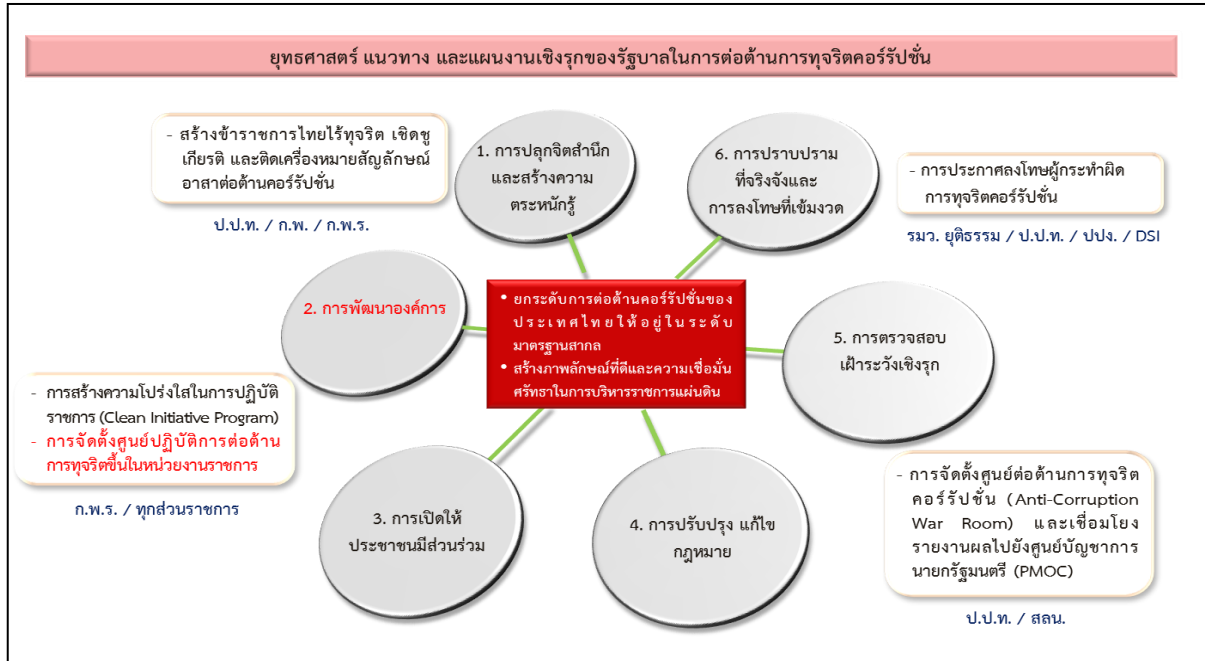 ยุทธศาสตร์ แนวทาง และแผนงานเชิงรุกของรัฐบาลในการต่อต้านการทุจริตคอร์รัปชั่น
- สร้างข้าราชการไทยไร้ทุจริต เชิดชู
เกียรติ และติดเครื่องหมายสัญลักษณ์
อาสาต่อต้านคอร์รัปชั่น
ป.ป.ท. / ก.พ. / ก.พ.ร.
1. การปลุกจิตสำนึก
และสร้างความ
ตระหนักรู้
6. การปราบปราม
ที่จริงจังและ
การลงโทษที่เข้มงวด
- การประกาศลงโทษผู้กระทำผิด
การทุจริตคอร์รัปชั่น
รมว. ยุติธรรม / ป.ป.ท. / ปปง. / DSI
2. การพัฒนาองค์การ
• ยกระดับการต่อต้านคอร์รัปชั่นของ
ประเทศไทยให้อยู่ในระดับ
มาตรฐานสากล
• สร้างภาพลักษณ์ที่ดีและความเชื่อมั่น
ศรัทธาในการบริหารราชการแผ่นดิน
5. การตรวจสอบ
เฝ้าระวังเชิงรุก
- การสร้างความโปร่งใสในการปฏิบัติ
ราชการ (Clean Initiative Program)
- การจัดตั้งศูนย์ปฏิบัติการต่อต้าน
การทุจริตขึ้นในหน่วยงานราชการ
ก.พ.ร. / ทุกส่วนราชการ
3. การเปิดให้
ประชาชนมีส่วนร่วม
4. การปรับปรุง แก้ไข
กฎหมาย
- การจัดตั้งศูนย์ต่อต้านการทุจริต
คอร์รัปชั่น (Anti-Corruption
War Room) และเชื่อมโยง
รายงานผลไปยังศูนย์บัญชาการ
นายกรัฐมนตรี (PMOC)
ป.ป.ท. / สลน.